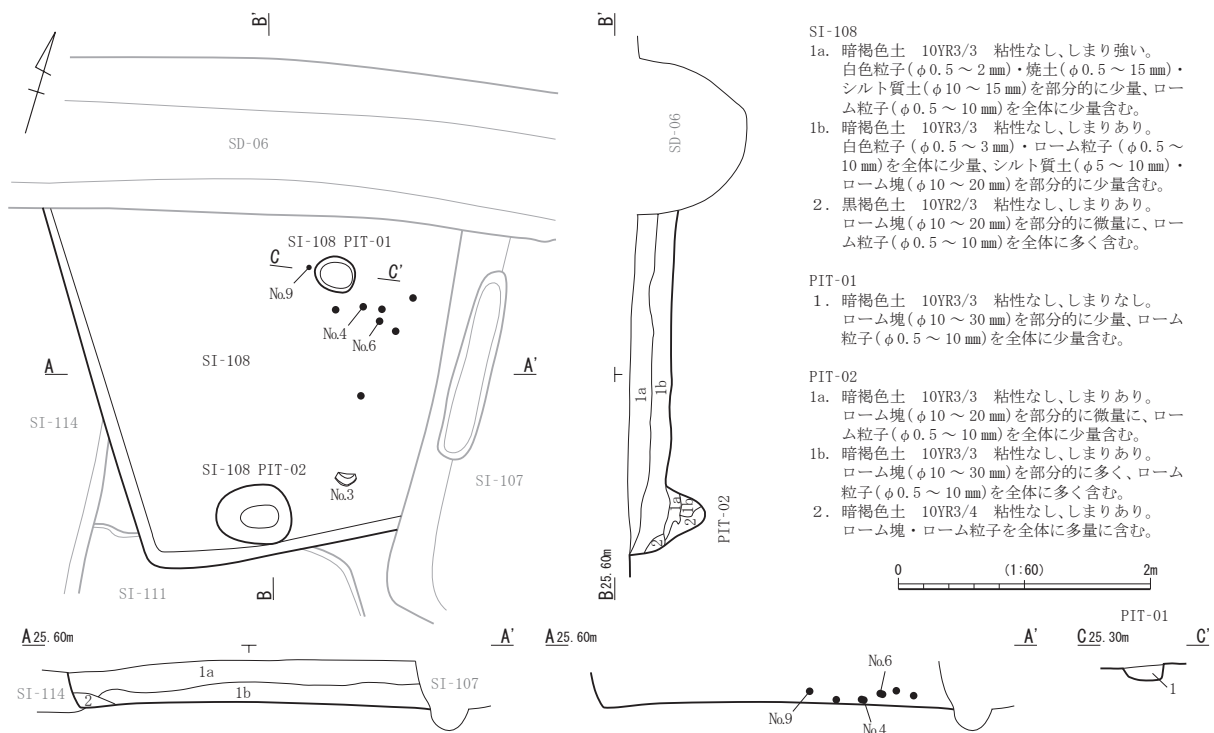 B'
SD-06
SI-108 PIT-01
C
C'
No.9
No.4
No.6
A
SI-108
A'
SI-114
SI-108 PIT-02
No.3
SI-107
SI-111
B
B'
SD-06
1a
1b
1a
1b
2
2
PIT-02
B 25.60m
SI-108
1a. 暗褐色土 10YR3/3 粘性なし、しまり強い。
白色粒子(φ0.5～2㎜)・焼土(φ0.5～15㎜)・
シルト質土(φ10～15㎜)を部分的に少量、ロー
ム粒子(φ0.5～10㎜)を全体に少量含む。
1b. 暗褐色土 10YR3/3 粘性なし、しまりあり。
白色粒子(φ0.5～3㎜)・ローム粒子(φ0.5～
10㎜)を全体に少量、シルト質土(φ5～10㎜)・
ローム塊(φ10～20㎜)を部分的に少量含む。
2. 黒褐色土 10YR2/3 粘性なし、しまりあり。
ローム塊(φ10～20㎜)を部分的に微量に、ロー
ム粒子(φ0.5～10㎜)を全体に多く含む。
PIT-01
1. 暗褐色土 10YR3/3 粘性なし、しまりなし。
ローム塊(φ10～30㎜)を部分的に少量、ローム
粒子(φ0.5～10㎜)を全体に少量含む。
PIT-02
1a. 暗褐色土 10YR3/3 粘性なし、しまりあり。
ローム塊(φ10～20㎜)を部分的に微量に、ロー
ム粒子(φ0.5～10㎜)を全体に少量含む。
1b. 暗褐色土 10YR3/3 粘性なし、しまりあり。
ローム塊(φ10～30㎜)を部分的に多く、ローム
粒子(φ0.5～10㎜)を全体に多く含む。
2. 暗褐色土 10YR3/4 粘性なし、しまりあり。
ローム塊・ローム粒子を全体に多量に含む。
0 (1:60) 2m
A 25.60m
A'
SI-114
1a
2
1b
SI-107
A 25.60m
A'
No.6
No.9
No.4
PIT-01
C 25.30m
C'
1